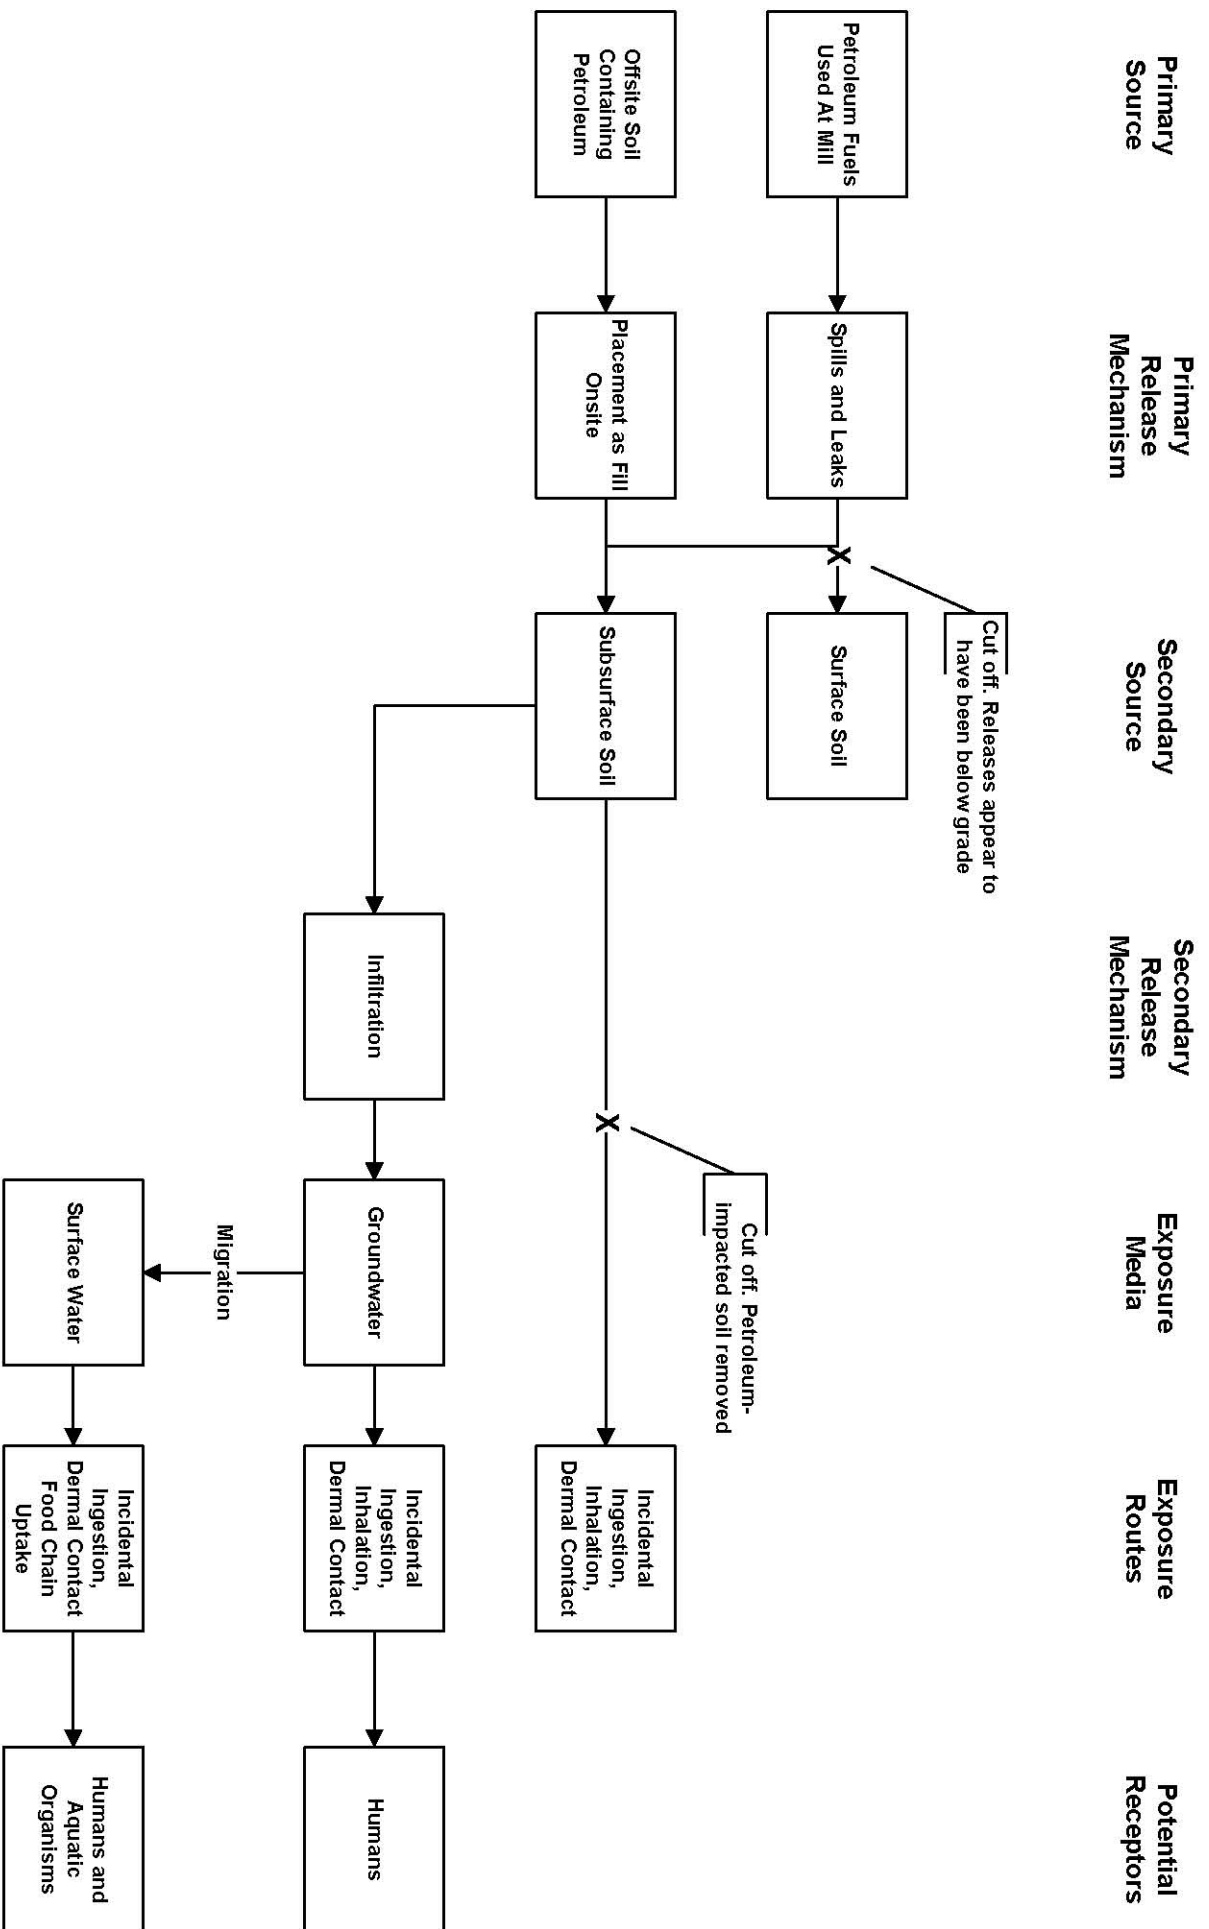 Primary
Source
Primary
Release
Mechanism
Secondary
Source
Secondary
Release
Mechanism
Exposure
Media
Exposure
Routes
Potential
Receptors
Cut off. Releases appear to
have been below grade
Petroleum Fuels
Used At Mill
Spills and Leaks
X
Surface Soil
Cut off. Petroleum-
impacted soil removed
Offsite Soil
Containing
Petroleum
Placement as Fill
Onsite
Subsurface Soil
X
Incidental
Ingestion,
Inhalation,
Dermal Contact
Infiltration
Groundwater
Incidental
Ingestion,
Inhalation,
Dermal Contact
Humans
Migration
Surface Water
Incidental
Ingestion,
Dermal Contact
Food Chain
Uptake
Humans and
Aquatic
Organisms